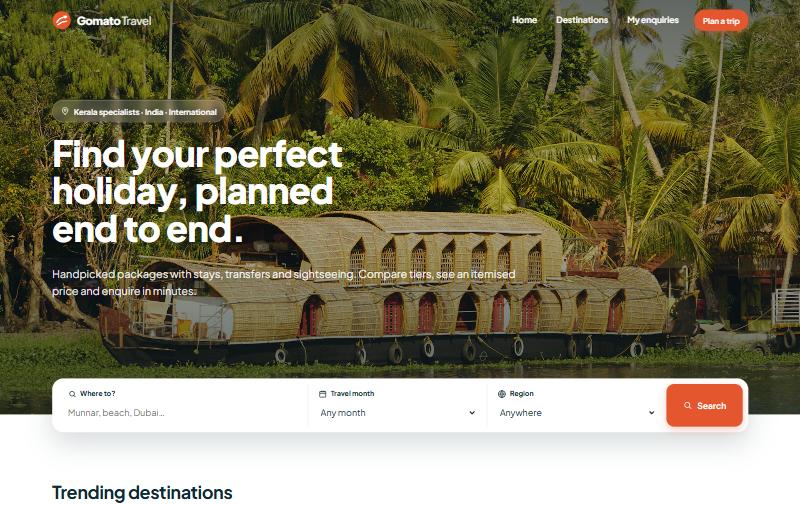 Gomato Travel
Home Destinations My enquiries Plan a trip
Kerala specialists · India · International
Find your perfect
holiday, planned
end to end.
Handpicked packages with stays, transfers and sightseeing. Compare tiers, see an itemised
price and enquire in minutes.
Where to? Travel month Region
Munnar, beach, Dubai... Any month Anywhere
Search
Trending destinations